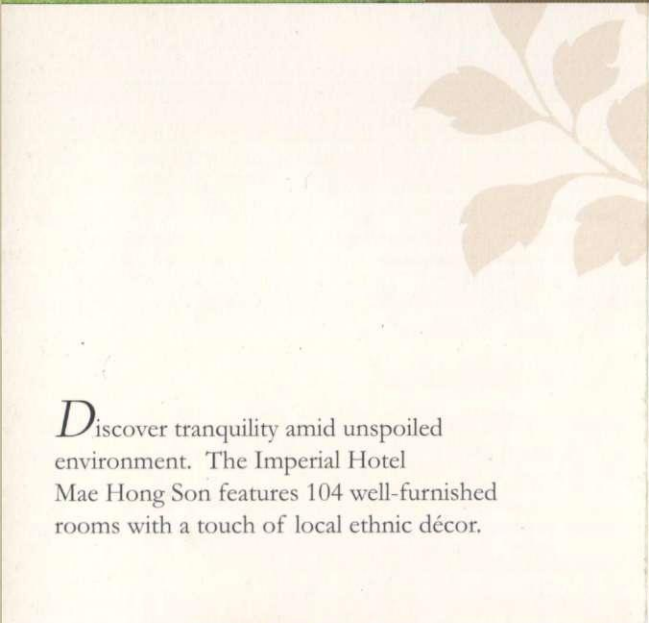 Discover tranquility amid unspoiled
environment. The Imperial Hotel
Mae Hong Son features 104 well-furnished
rooms with a touch of local ethnic décor.